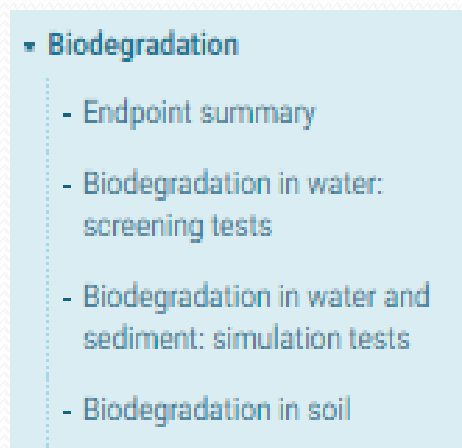 Biodegradation
- Endpoint summary
- Biodegradation in water:
screening tests
- Biodegradation in water and
sediment: simulation tests
- Biodegradation in soil